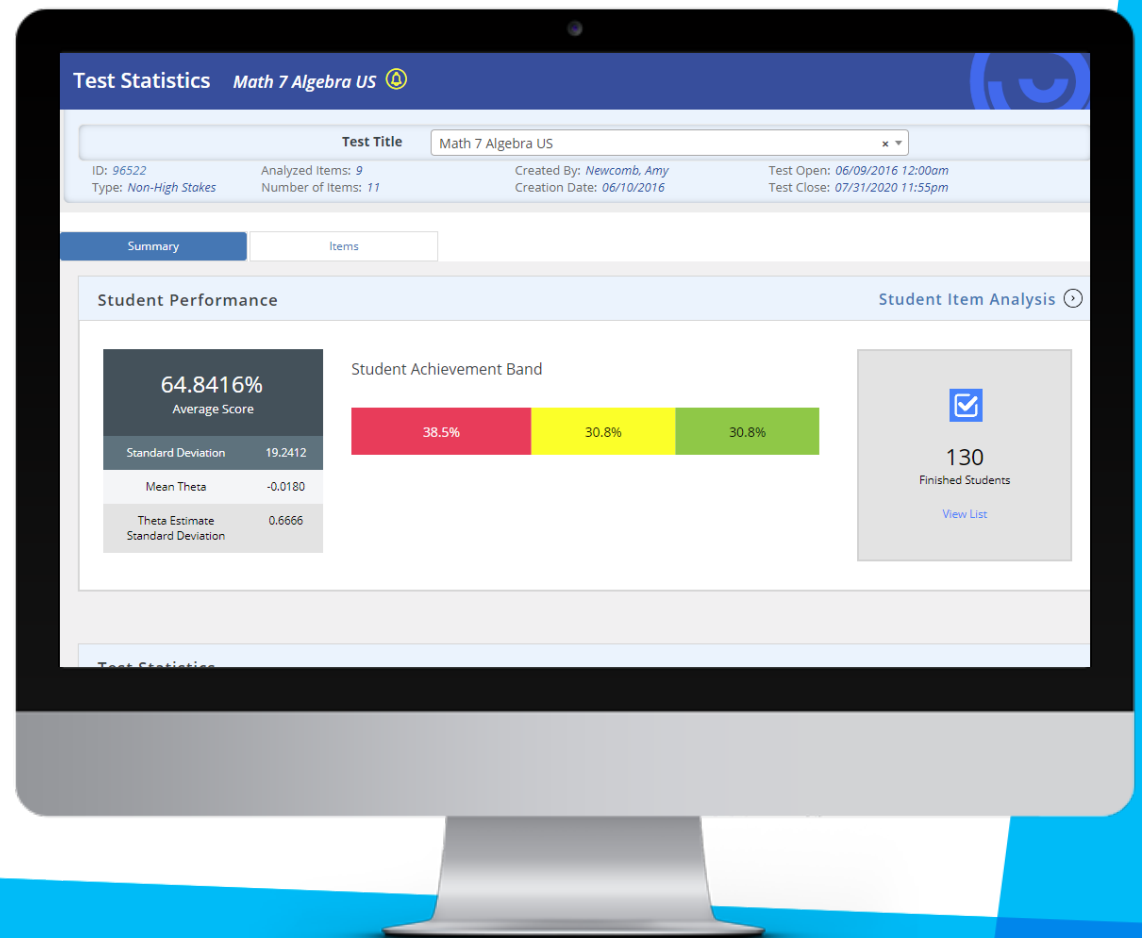 Test Statistics Math 7 Algebra US
Test Title Math 7 Algebra US
ID: 96522 Analyzed Items: 9 Created By: Newcomb, Amy Test Open: 06/09/2016 12:00am
Type: Non-High Stakes Number of Items: 11 Creation Date: 06/10/2016 Test Close: 07/31/2020 11:55pm
Summary Items
Student Performance Student Item Analysis
64.8416%
Average Score
Standard Deviation 19.2412
Mean Theta -0.0180
Theta Estimate 0.6666
Standard Deviation
Student Achievement Band
38.5% 30.8% 30.8%
130
Finished Students
View List
Test Statistics